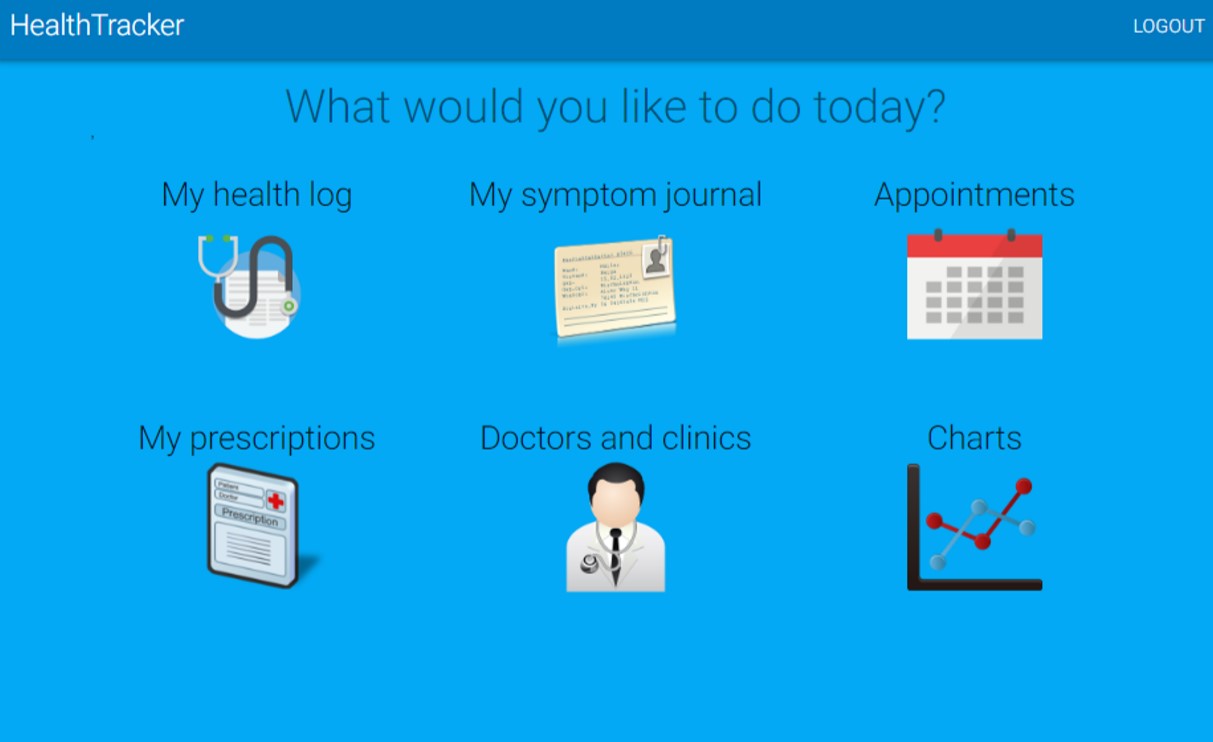 HealthTracker
LOGOUT
What would you like to do today?
My health log
My symptom journal
Appointments
My prescriptions
Doctors and clinics
Charts
Patient
Doctor
Prescription